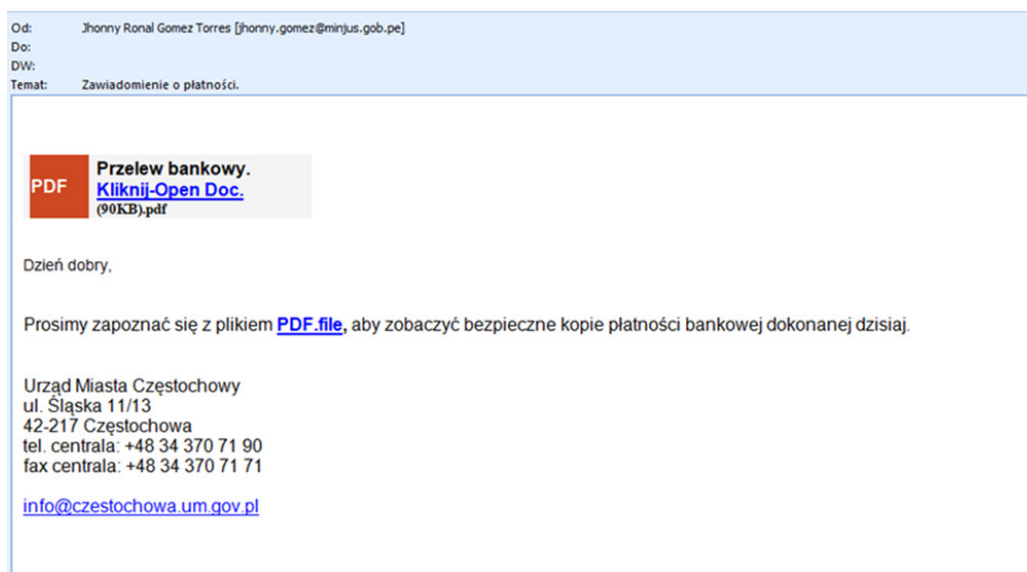 Od: Jhonny Ronal Gomez Torres [jhonny.gomez@minjus.gob.pe]
Do:
DW:
Temat: Zawiadomienie o płatności.
PDF
Przelew bankowy.
Kliknij-Open Doc.
(90KB).pdf
Dzień dobry,
Prosimy zapoznać się z plikiem PDF.file, aby zobaczyć bezpieczne kopie płatności bankowej dokonanej dzisiaj.
Urząd Miasta Częstochowy
ul. Śląska 11/13
42-217 Częstochowa
tel. centrala: +48 34 370 71 90
fax centrala: +48 34 370 71 71
info@czestochowa.um.gov.pl